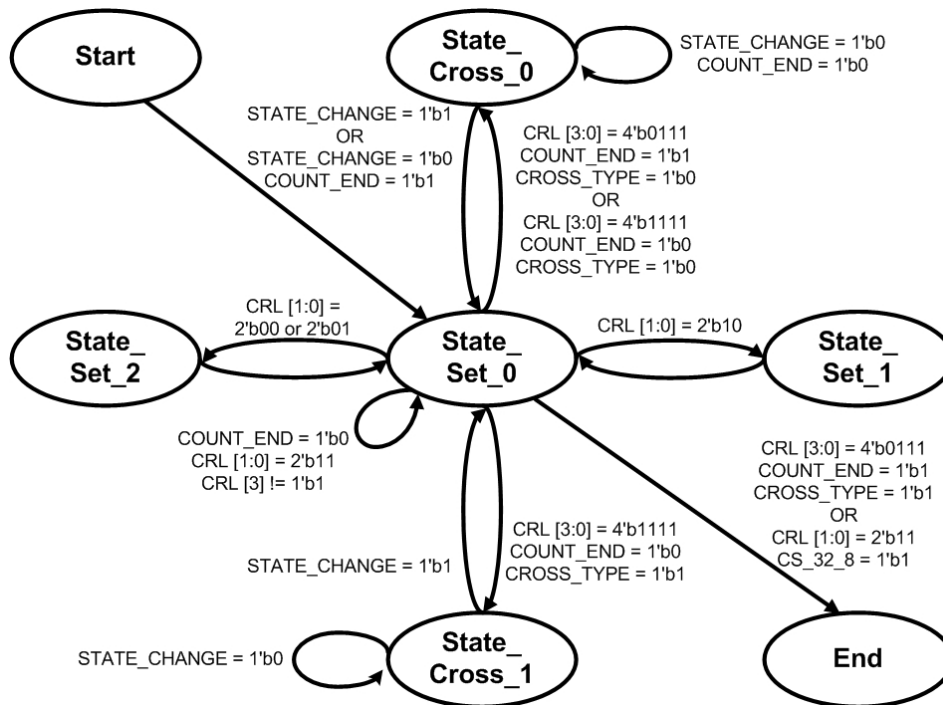 Start
State_
Cross_0
STATE_CHANGE = 1'b0
COUNT_END = 1'b0
STATE_CHANGE = 1'b1
OR
STATE_CHANGE = 1'b0
COUNT_END = 1'b1
CRL [3:0] = 4'b0111
COUNT_END = 1'b1
CROSS_TYPE = 1'b0
OR
CRL [3:0] = 4'b1111
COUNT_END = 1'b0
CROSS_TYPE = 1'b0
CRL [1:0] =
2'b00 or 2'b01
CRL [1:0] = 2'b10
State_
Set_2
State_
Set_0
State_
Set_1
COUNT_END = 1'b0
CRL [1:0] = 2'b11
CRL [3] != 1'b1
CRL [3:0] = 4'b0111
COUNT_END = 1'b1
CROSS_TYPE = 1'b1
OR
CRL [1:0] = 2'b11
CS_32_8 = 1'b1
STATE_CHANGE = 1'b1
CRL [3:0] = 4'b1111
COUNT_END = 1'b0
CROSS_TYPE = 1'b1
STATE_CHANGE = 1'b0
State_
Cross_1
End